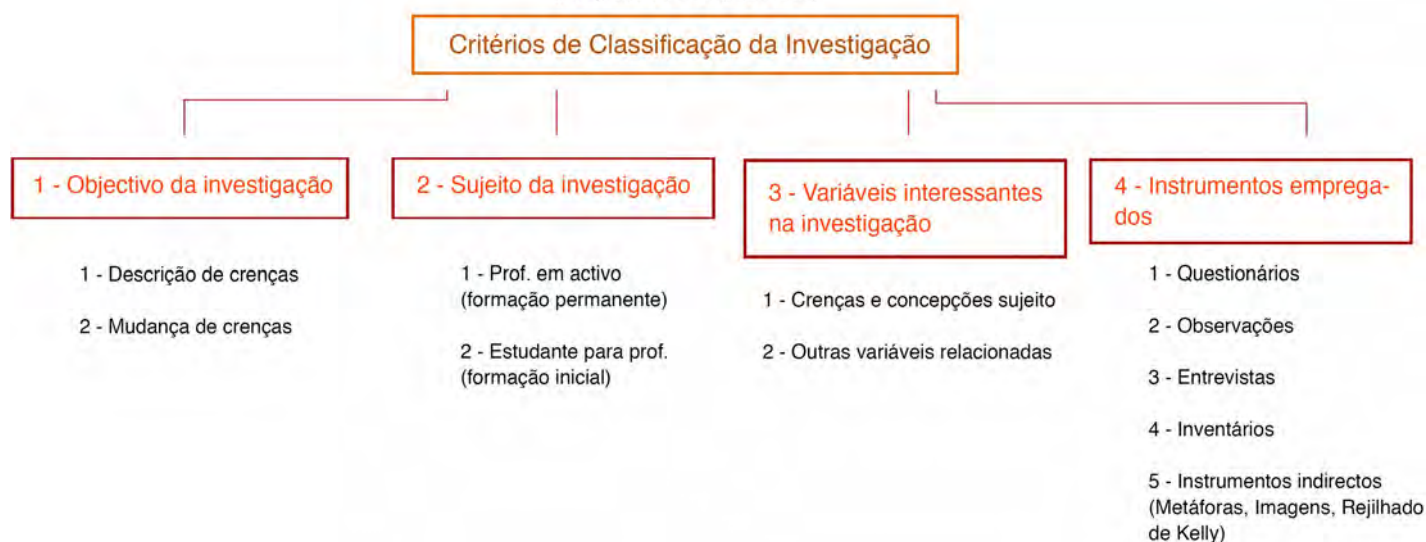 Critérios de Classificação da Investigação
1 - Objectivo da investigação
1 - Descrição de crenças
2 - Mudança de crenças
2 - Sujeito da investigação
1 - Prof. em activo
(formação permanente)
2 - Estudante para prof.
(formação inicial)
3 - Variáveis interessantes
na investigação
1 - Crenças e concepções sujeito
2 - Outras variáveis relacionadas
4 - Instrumentos emprega-
dos
1 - Questionários
2 - Observações
3 - Entrevistas
4 - Inventários
5 - Instrumentos indirectos
(Metáforas, Imagens, Rejilhado
de Kelly)